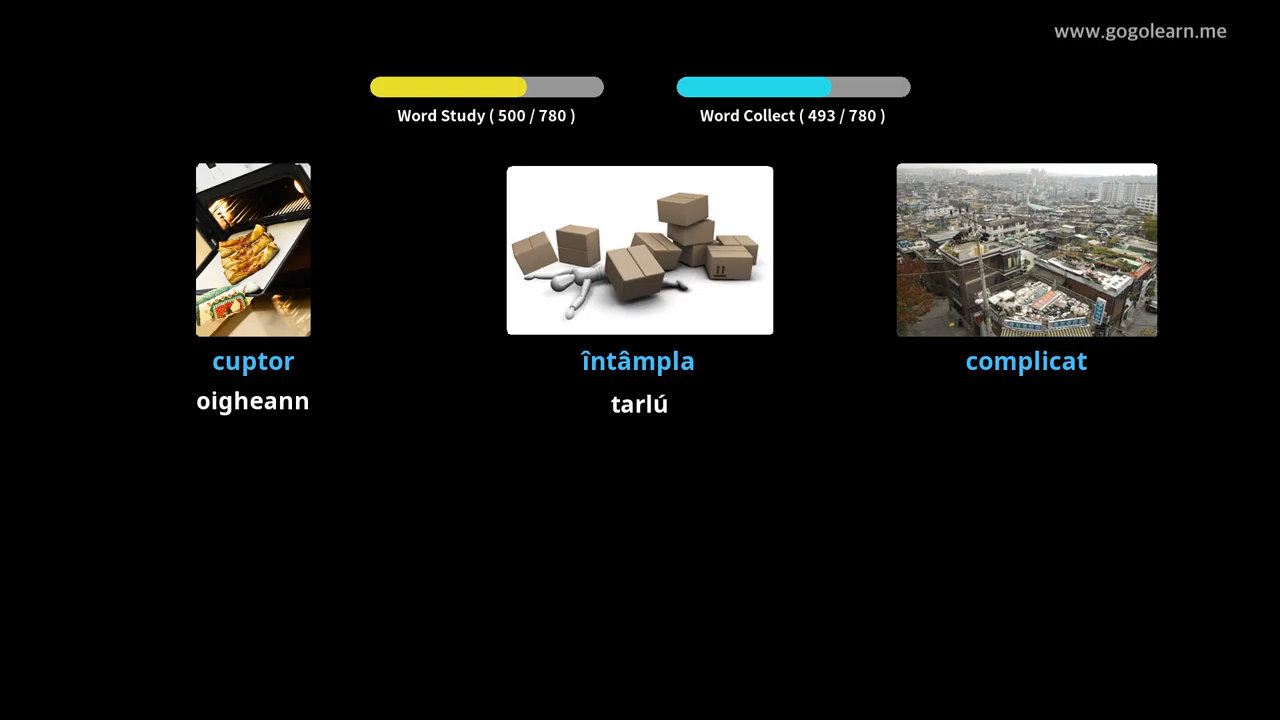 www.gogolearn.me
Word Study ( 500 / 780 )
Word Collect ( 493 / 780 )
cuptor
întâmpla
complicat
oigheann
tarlú